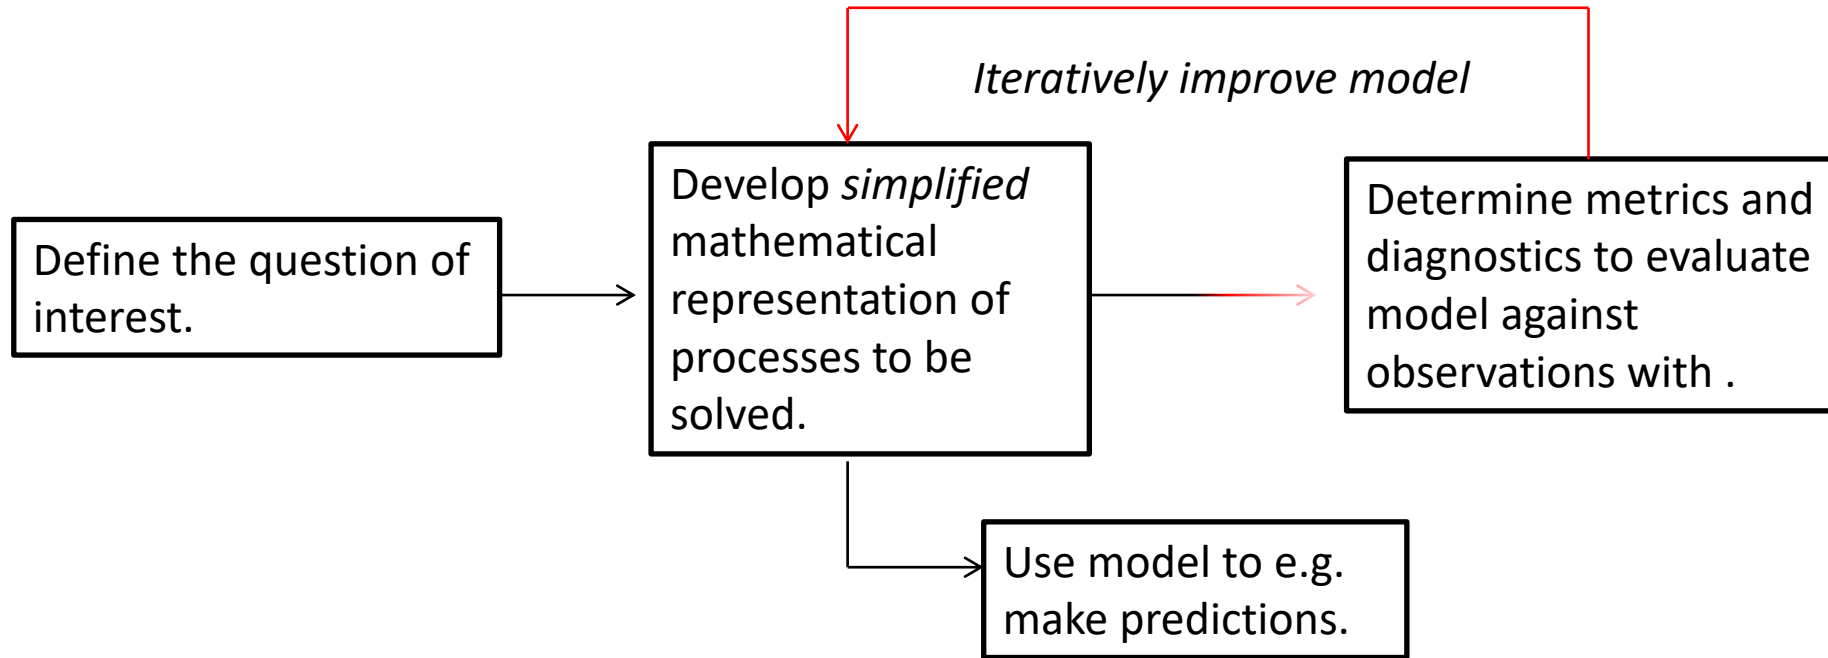 Iteratively improve model
Define the question of
interest.
Develop simplified
mathematical
representation of
processes to be
solved.
Determine metrics and
diagnostics to evaluate
model against
observations with .
Use model to e.g.
make predictions.